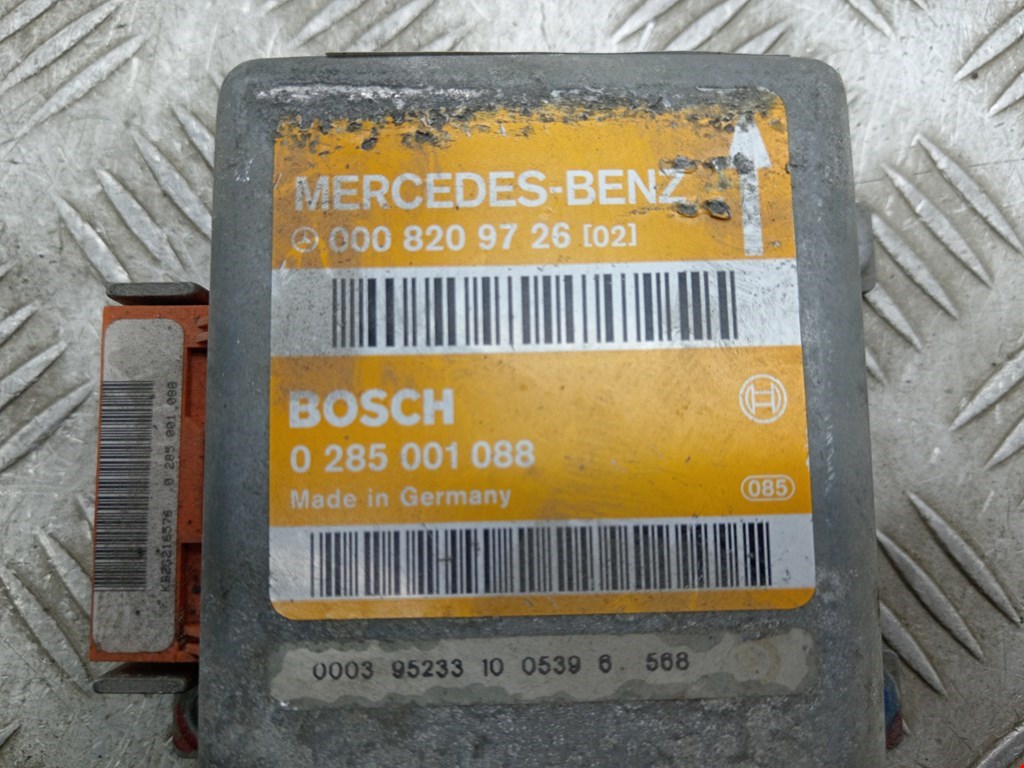 MERCEDES-BENZ
000 820 97 26 [02]
BOSCH
0 285 001 088
Made in Germany
085
0003 95233 10 0539 6 568
0 285 001 088